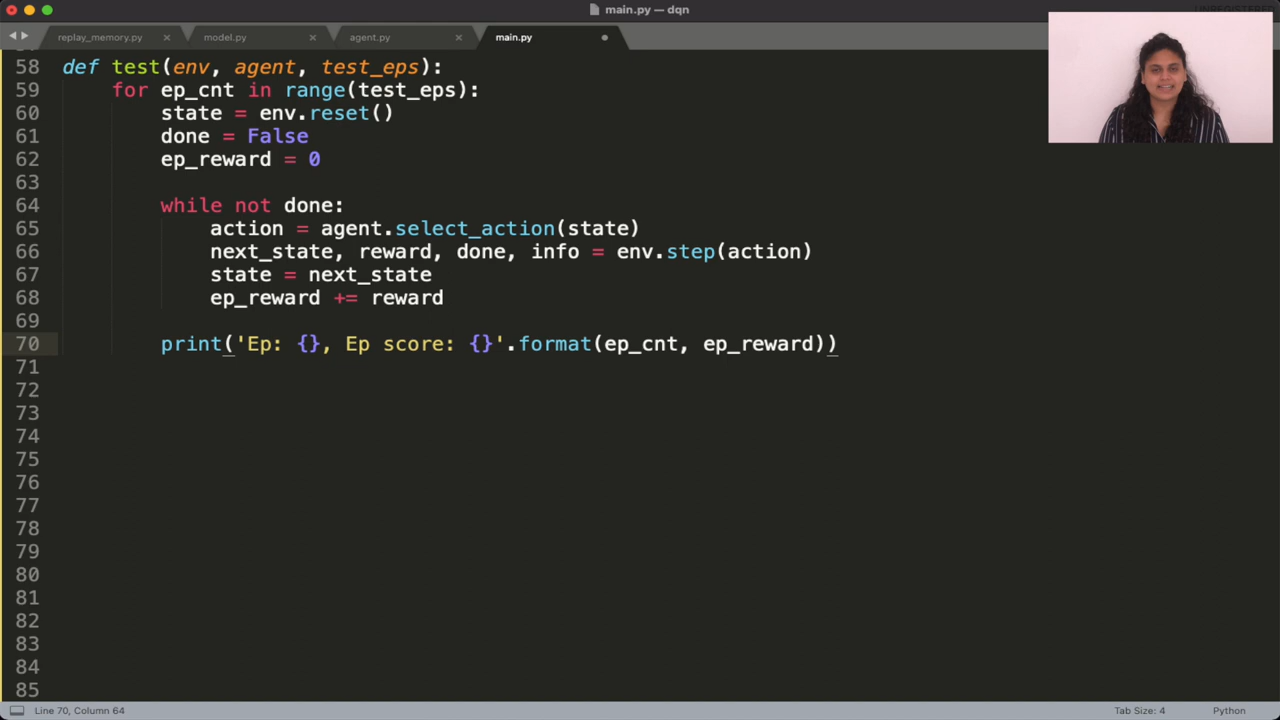 main.py — dqn
UNREGISTERED
replay_memory.py
model.py
agent.py
main.py
58 def test(env, agent, test_eps):
59 for ep_cnt in range(test_eps):
60 state = env.reset()
61 done = False
62 ep_reward = 0
63
64 while not done:
65 action = agent.select_action(state)
66 next_state, reward, done, info = env.step(action)
67 state = next_state
68 ep_reward += reward
69
70 print('Ep: {}, Ep score: {}'.format(ep_cnt, ep_reward))
71
72
73
74
75
76
77
78
79
80
81
82
83
84
85
Line 70, Column 64
Tab Size: 4
Python